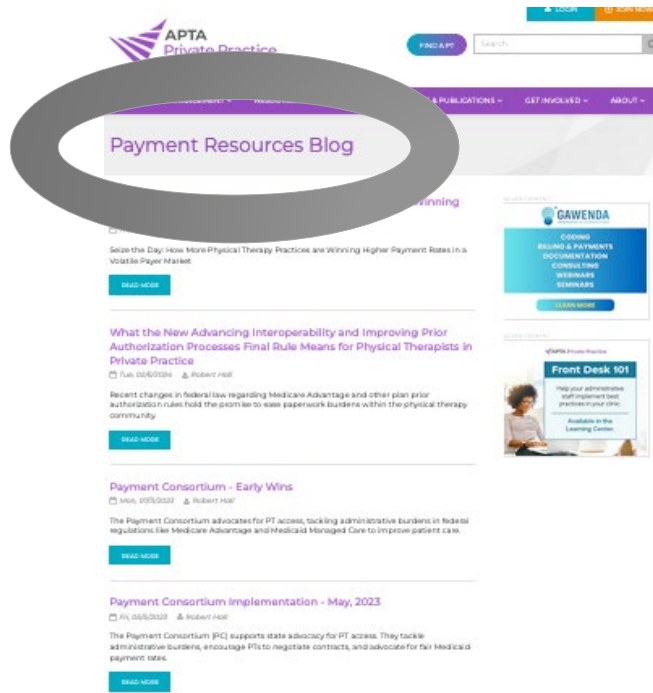 LOGIN
JOIN NOW
APTA
Private Practice
FIND A PT
Search
& PUBLICATIONS
GET INVOLVED
ABOUT
Payment Resources Blog
Winning
Seize the Day: How More Physical Therapy Practices are Winning Higher Payment Rates in a
Volatile Payer Market
READ MORE
What the New Advancing Interoperability and Improving Prior
Authorization Processes Final Rule Means for Physical Therapists in
Private Practice
Robert Hall
Recent changes in federal law regarding Medicare Advantage and other plan prior
authorization rules hold the promise to ease paperwork burdens within the physical therapy
community.
READ MORE
Payment Consortium - Early Wins
Robert Hall
The Payment Consortium advocates for PT access, tackling administrative burdens in federal
regulations like Medicare Advantage and Medicaid Managed Care to improve patient care.
READ MORE
Payment Consortium Implementation - May, 2023
Robert Hall
The Payment Consortium (PC) supports state advocacy for PT access. They tackle
administrative burdens, encourage PTs to negotiate contracts, and advocate for fair Medicaid
payment rates.
READ MORE
GAWENDA
CODING
BILLING & PAYMENTS
DOCUMENTATION
CONSULTING
WEBINARS
SEMINARS
LEARN MORE
APTA Private Practice
Front Desk 101
Help your administrative
staff implement best
practices in your clinic.
Available in the
Learning Center.